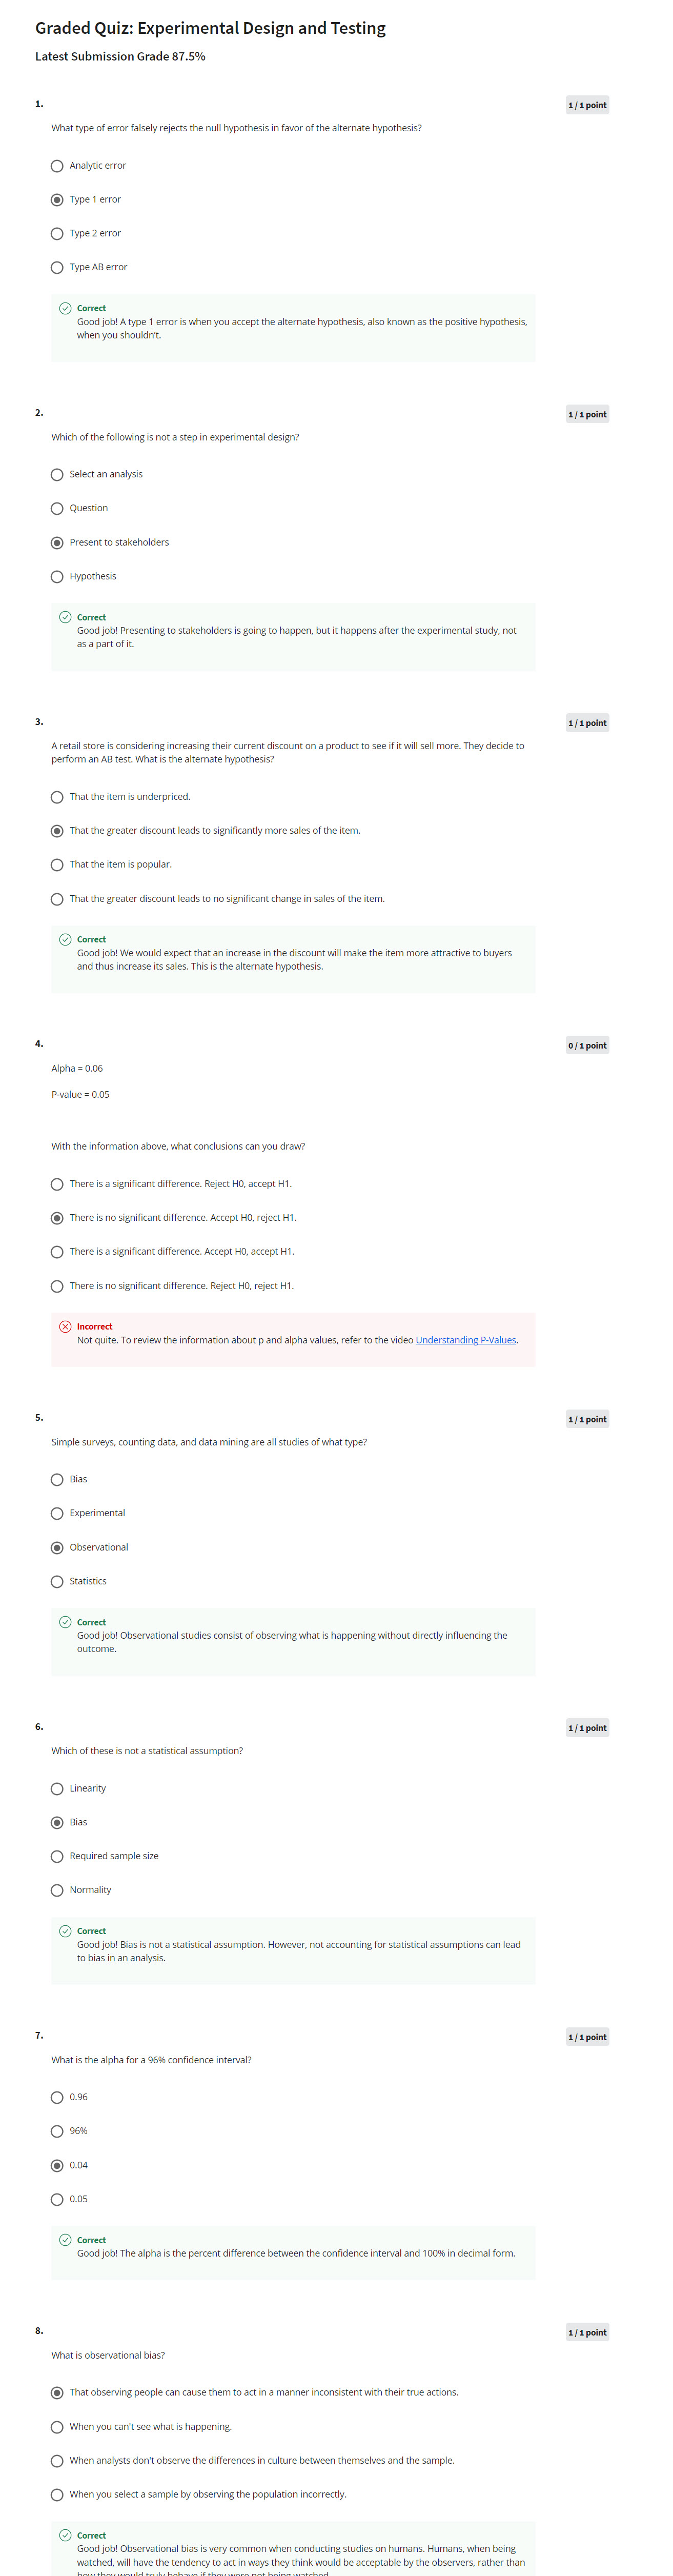 Graded Quiz: Experimental Design and Testing
Latest Submission Grade 87.5%
1.
1 / 1 point
What type of error falsely rejects the null hypothesis in favor of the alternate hypothesis?
Analytic error
Type 1 error
Type 2 error
Type AB error
Correct
Good job! A type 1 error is when you accept the alternate hypothesis, also known as the positive hypothesis,
when you shouldn't.
2.
1 / 1 point
Which of the following is not a step in experimental design?
Select an analysis
Question
Present to stakeholders
Hypothesis
Correct
Good job! Presenting to stakeholders is going to happen, but it happens after the experimental study, not
as a part of it.
3.
1 / 1 point
A retail store is considering increasing their current discount on a product to see if it will sell more. They decide to
perform an AB test. What is the alternate hypothesis?
That the item is underpriced.
That the greater discount leads to significantly more sales of the item.
That the item is popular.
That the greater discount leads to no significant change in sales of the item.
Correct
Good job! We would expect that an increase in the discount will make the item more attractive to buyers
and thus increase its sales. This is the alternate hypothesis.
4.
0 / 1 point
Alpha = 0.06
P-value = 0.05
With the information above, what conclusions can you draw?
There is a significant difference. Reject H0, accept H1.
There is no significant difference. Accept H0, reject H1.
There is a significant difference. Accept H0, accept H1.
There is no significant difference. Reject H0, reject H1.
Incorrect
Not quite. To review the information about p and alpha values, refer to the video Understanding P-Values.
5.
1 / 1 point
Simple surveys, counting data, and data mining are all studies of what type?
Bias
Experimental
Observational
Statistics
Correct
Good job! Observational studies consist of observing what is happening without directly influencing the
outcome.
6.
1 / 1 point
Which of these is not a statistical assumption?
Linearity
Bias
Required sample size
Normality
Correct
Good job! Bias is not a statistical assumption. However, not accounting for statistical assumptions can lead
to bias in an analysis.
7.
1 / 1 point
What is the alpha for a 96% confidence interval?
0.96
96%
0.04
0.05
Correct
Good job! The alpha is the percent difference between the confidence interval and 100% in decimal form.
8.
1 / 1 point
What is observational bias?
That observing people can cause them to act in a manner inconsistent with their true actions.
When you can't see what is happening.
When analysts don't observe the differences in culture between themselves and the sample.
When you select a sample by observing the population incorrectly.
Correct
Good job! Observational bias is very common when conducting studies on humans. Humans, when being
watched, will have the tendency to act in ways they think would be acceptable by the observers, rather than
how they would truly behave if they were not being watched.